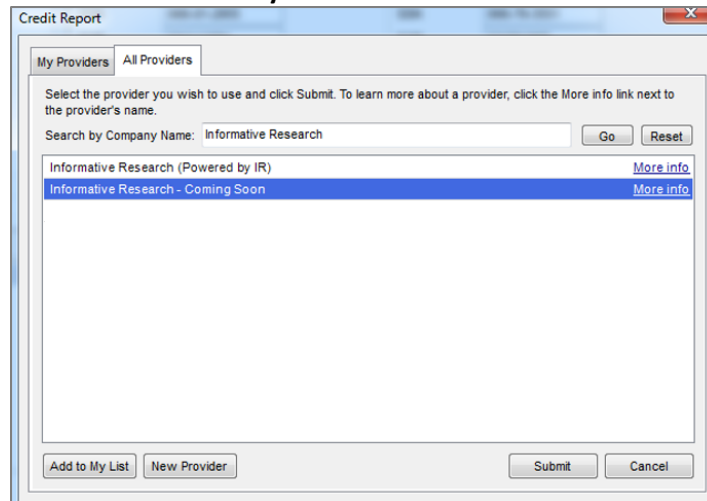 Credit Report
My Providers All Providers
Select the provider you wish to use and click Submit. To learn more about a provider, click the More info link next to
the provider's name.
Search by Company Name: Informative Research Go Reset
Informative Research (Powered by IR) More info
Informative Research - Coming Soon More info
Add to My List New Provider Submit Cancel